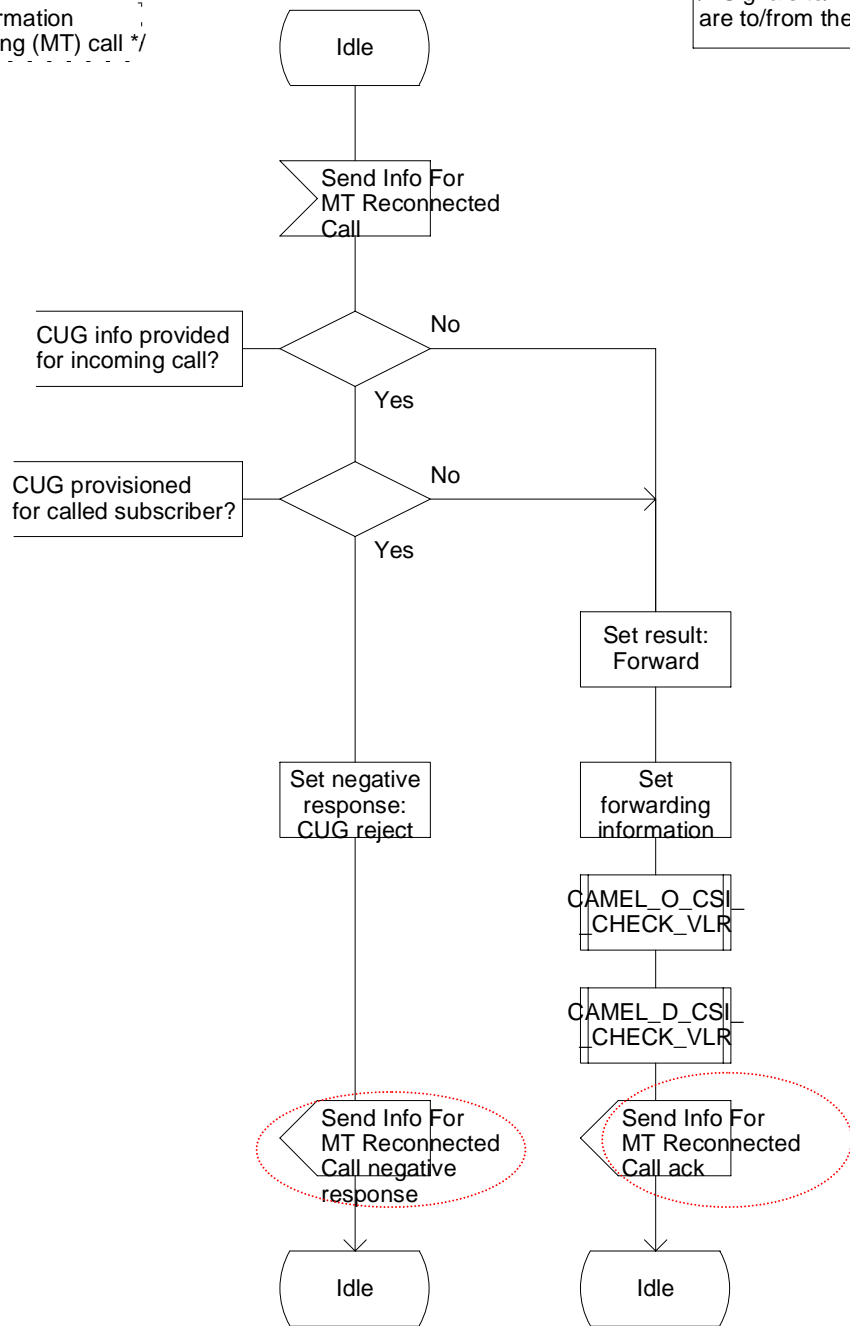 rmation
ng (MT) call */
are to/from the
Idle
Send Info For
MT Reconnected
Call
CUG info provided
for incoming call?
No
Yes
CUG provisioned
for called subscriber?
No
Yes
Set result:
Forward
Set negative
response:
CUG reject
Set
forwarding
information
CAMEL_O_CSI_
_CHECK_VLR
CAMEL_D_CSI_
_CHECK_VLR
Send Info For
MT Reconnected
Call negative
response
Send Info For
MT Reconnected
Call ack
Idle
Idle